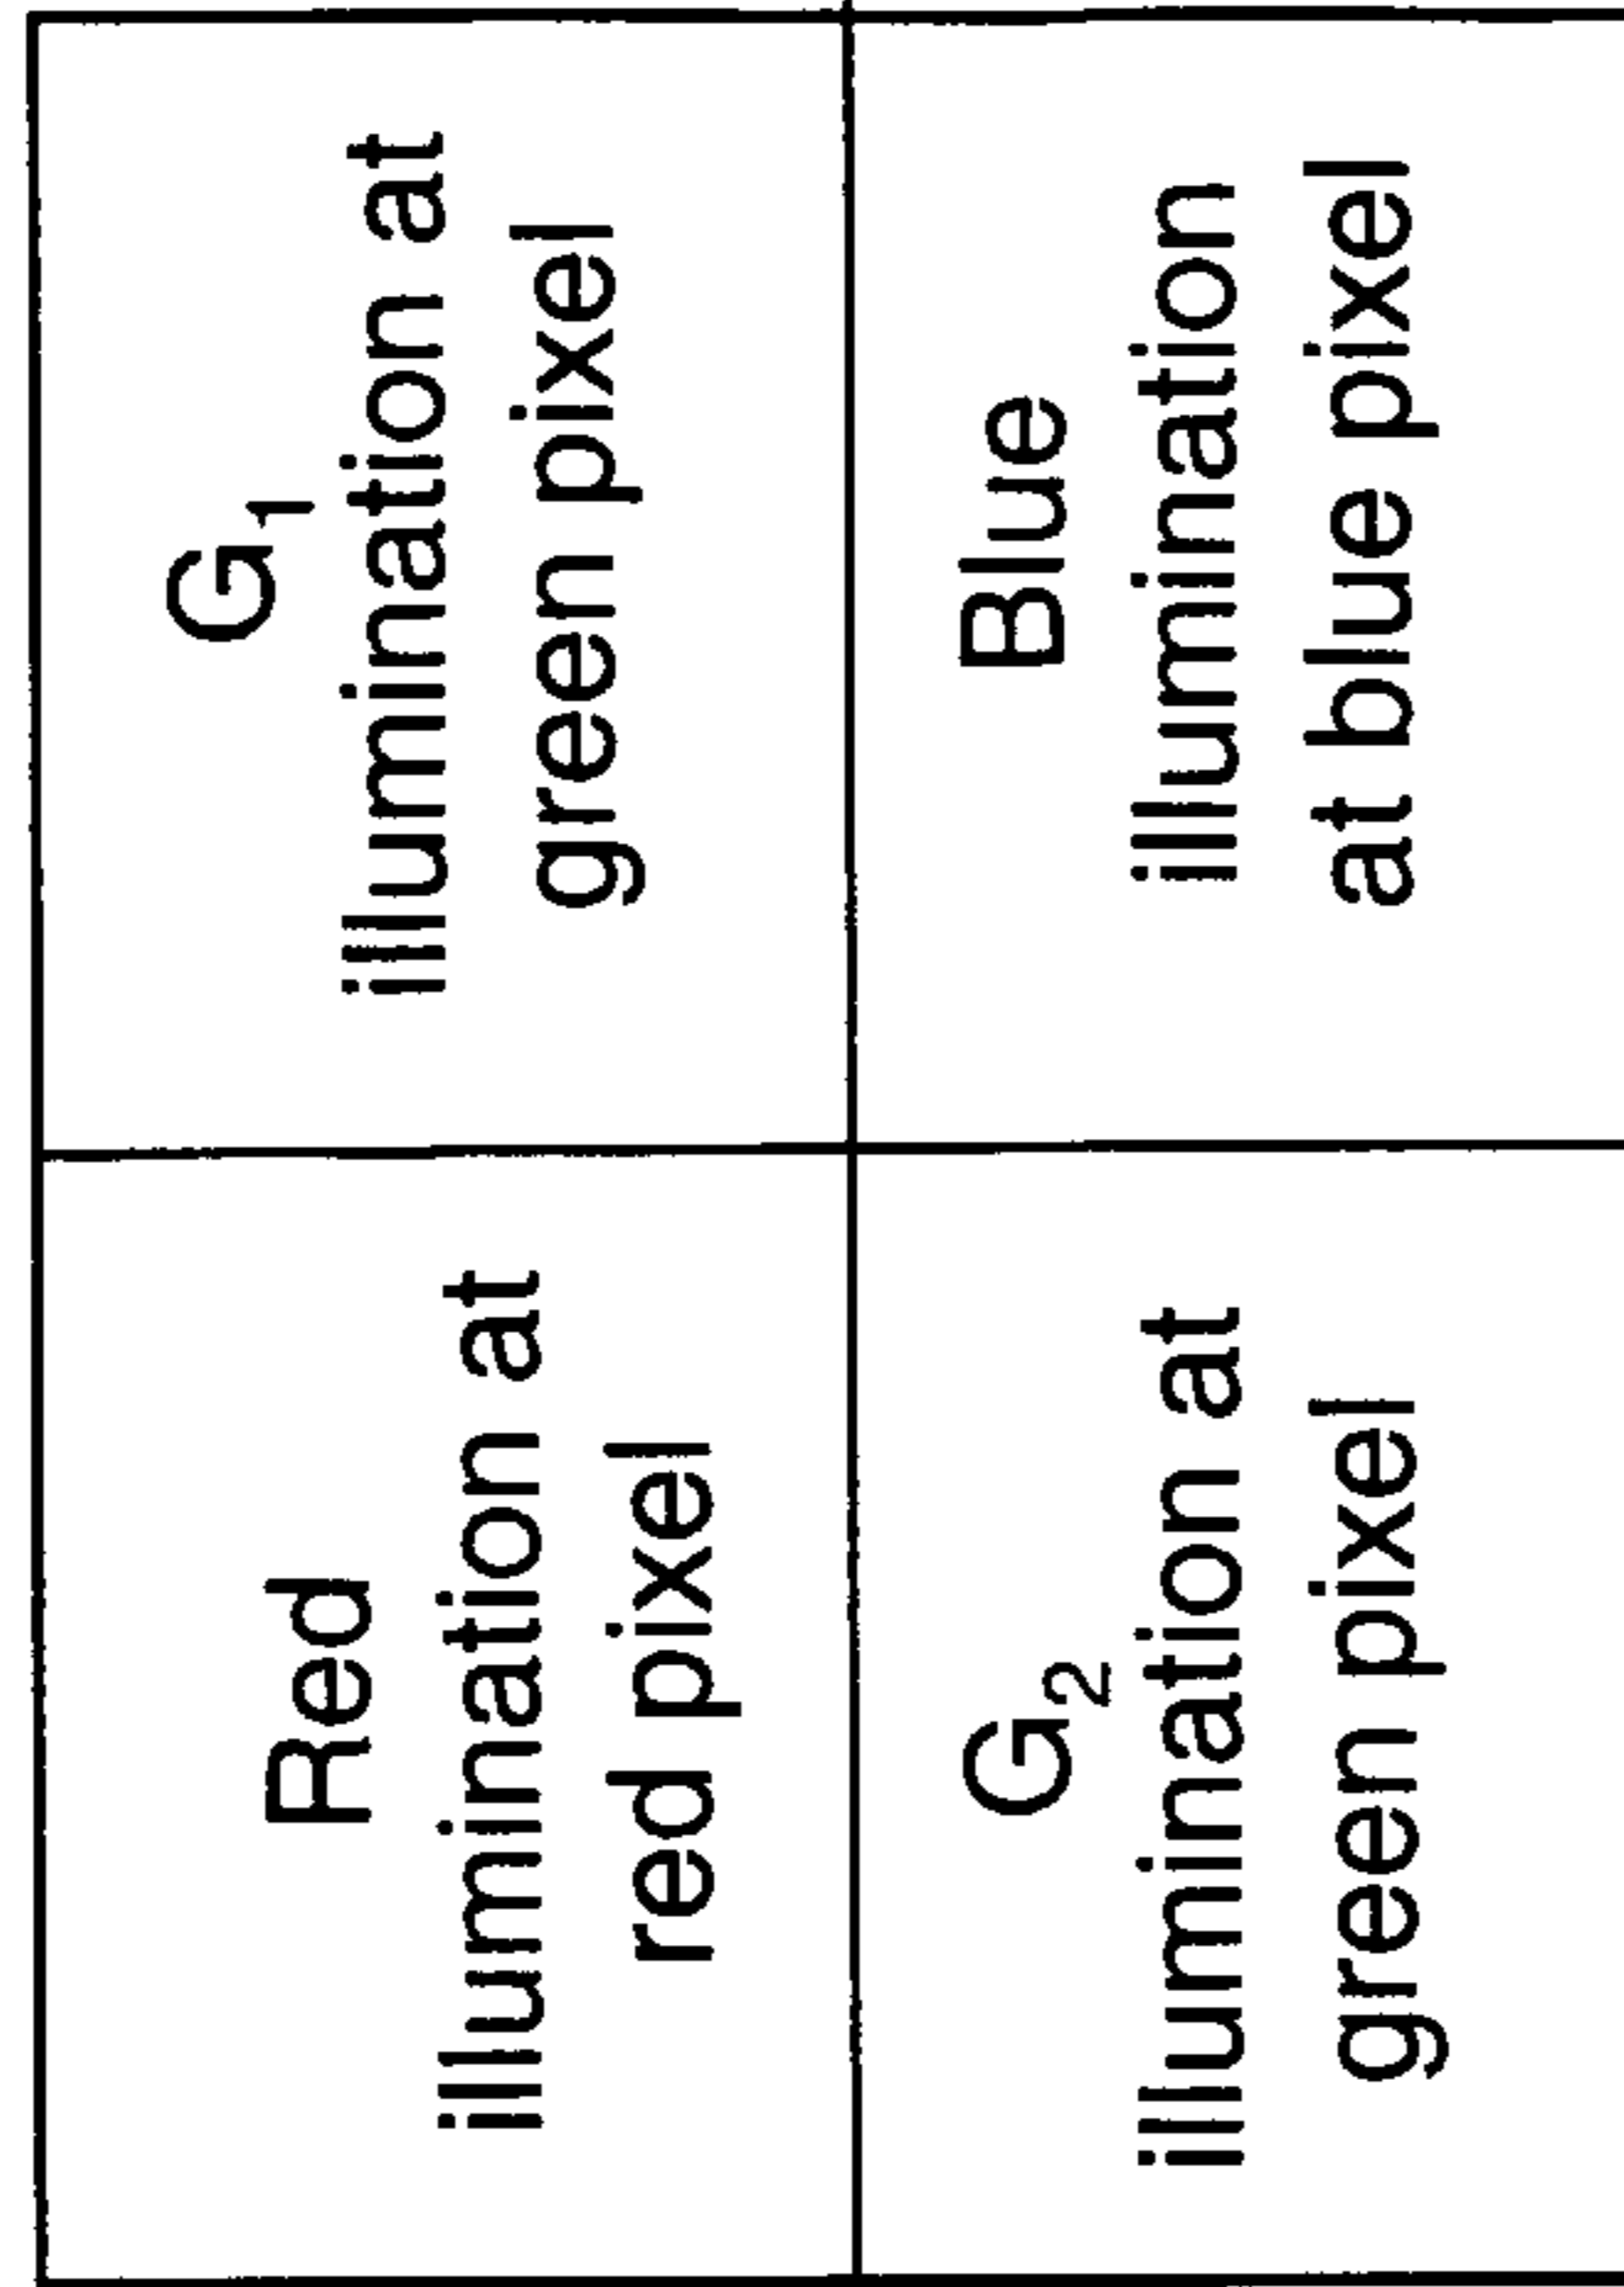 Red
illumination at
red pixel
G₁
illumination at
green pixel
G₂
illumination at
green pixel
Blue
illumination
at blue pixel